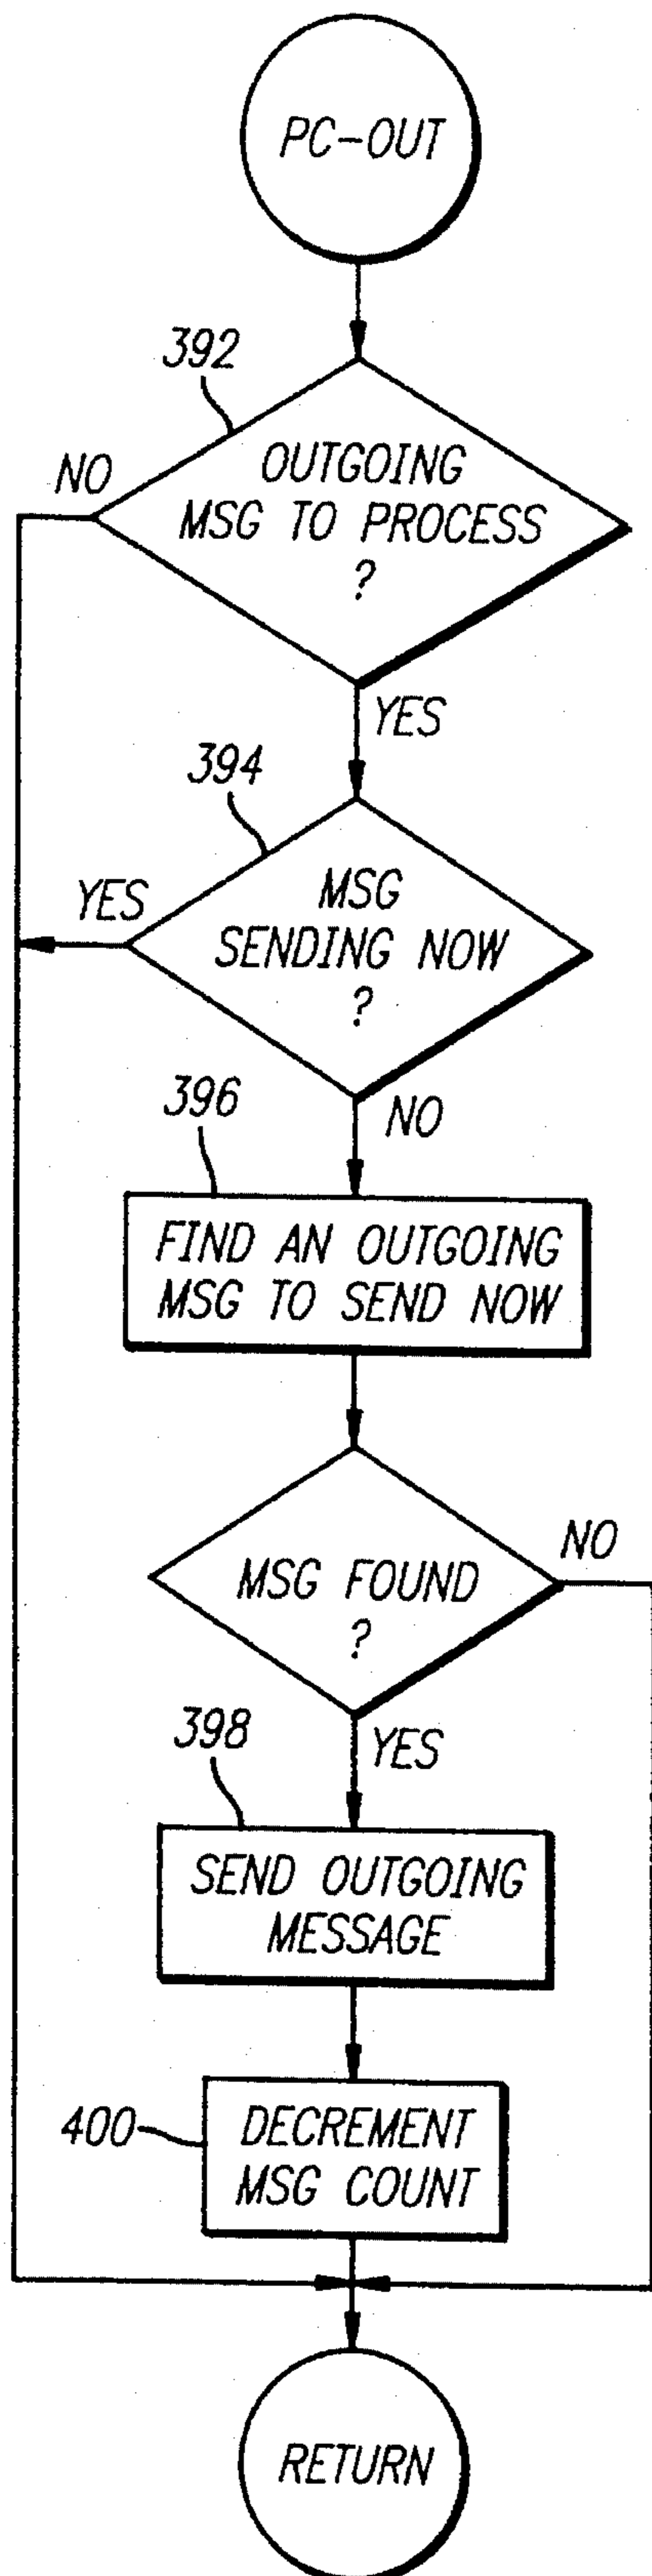 PC-OUT
392
NO
OUTGOING
MSG TO PROCESS
?
YES
394
YES
MSG
SENDING NOW
?
NO
396
FIND AN OUTGOING
MSG TO SEND NOW
NO
MSG FOUND
?
YES
398
SEND OUTGOING
MESSAGE
400
DECREMENT
MSG COUNT
RETURN